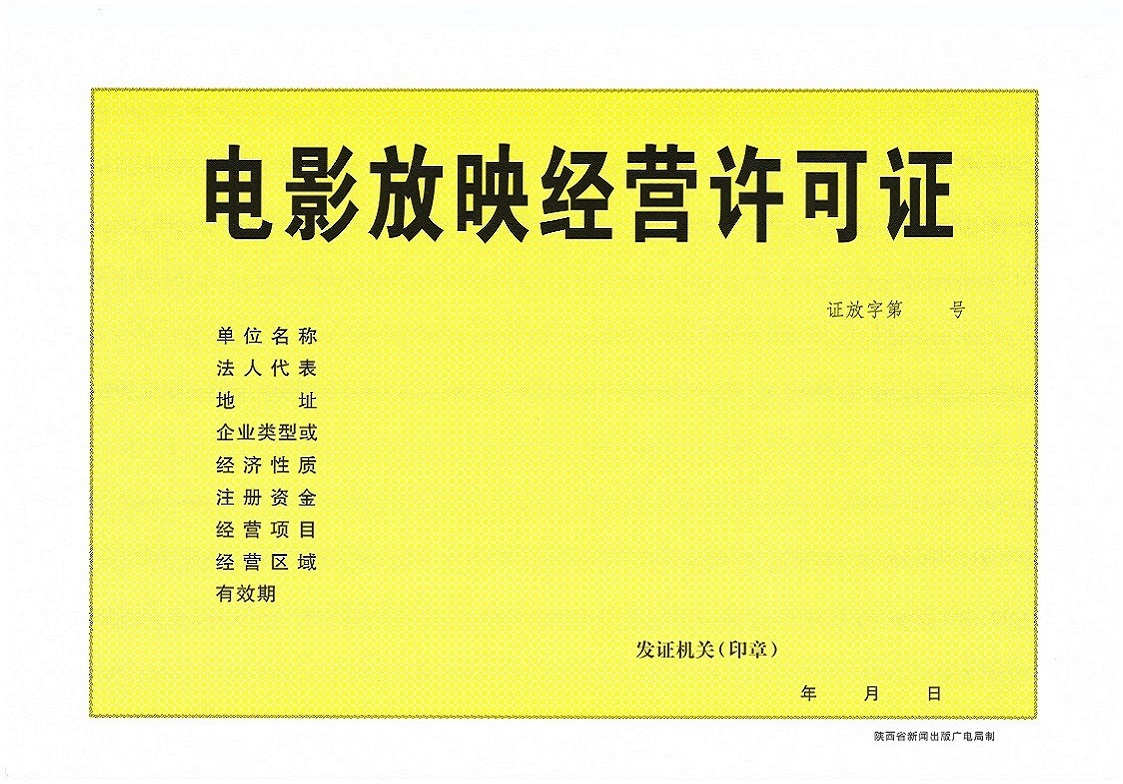 电影放映经营许可证
证放字第 号
单位名称
法人代表
地 址
企业类型或
经济性质
注册资金
经营项目
经营区域
有效期
发证机关(印章)
年 月 日
陕西省新闻出版广电局制